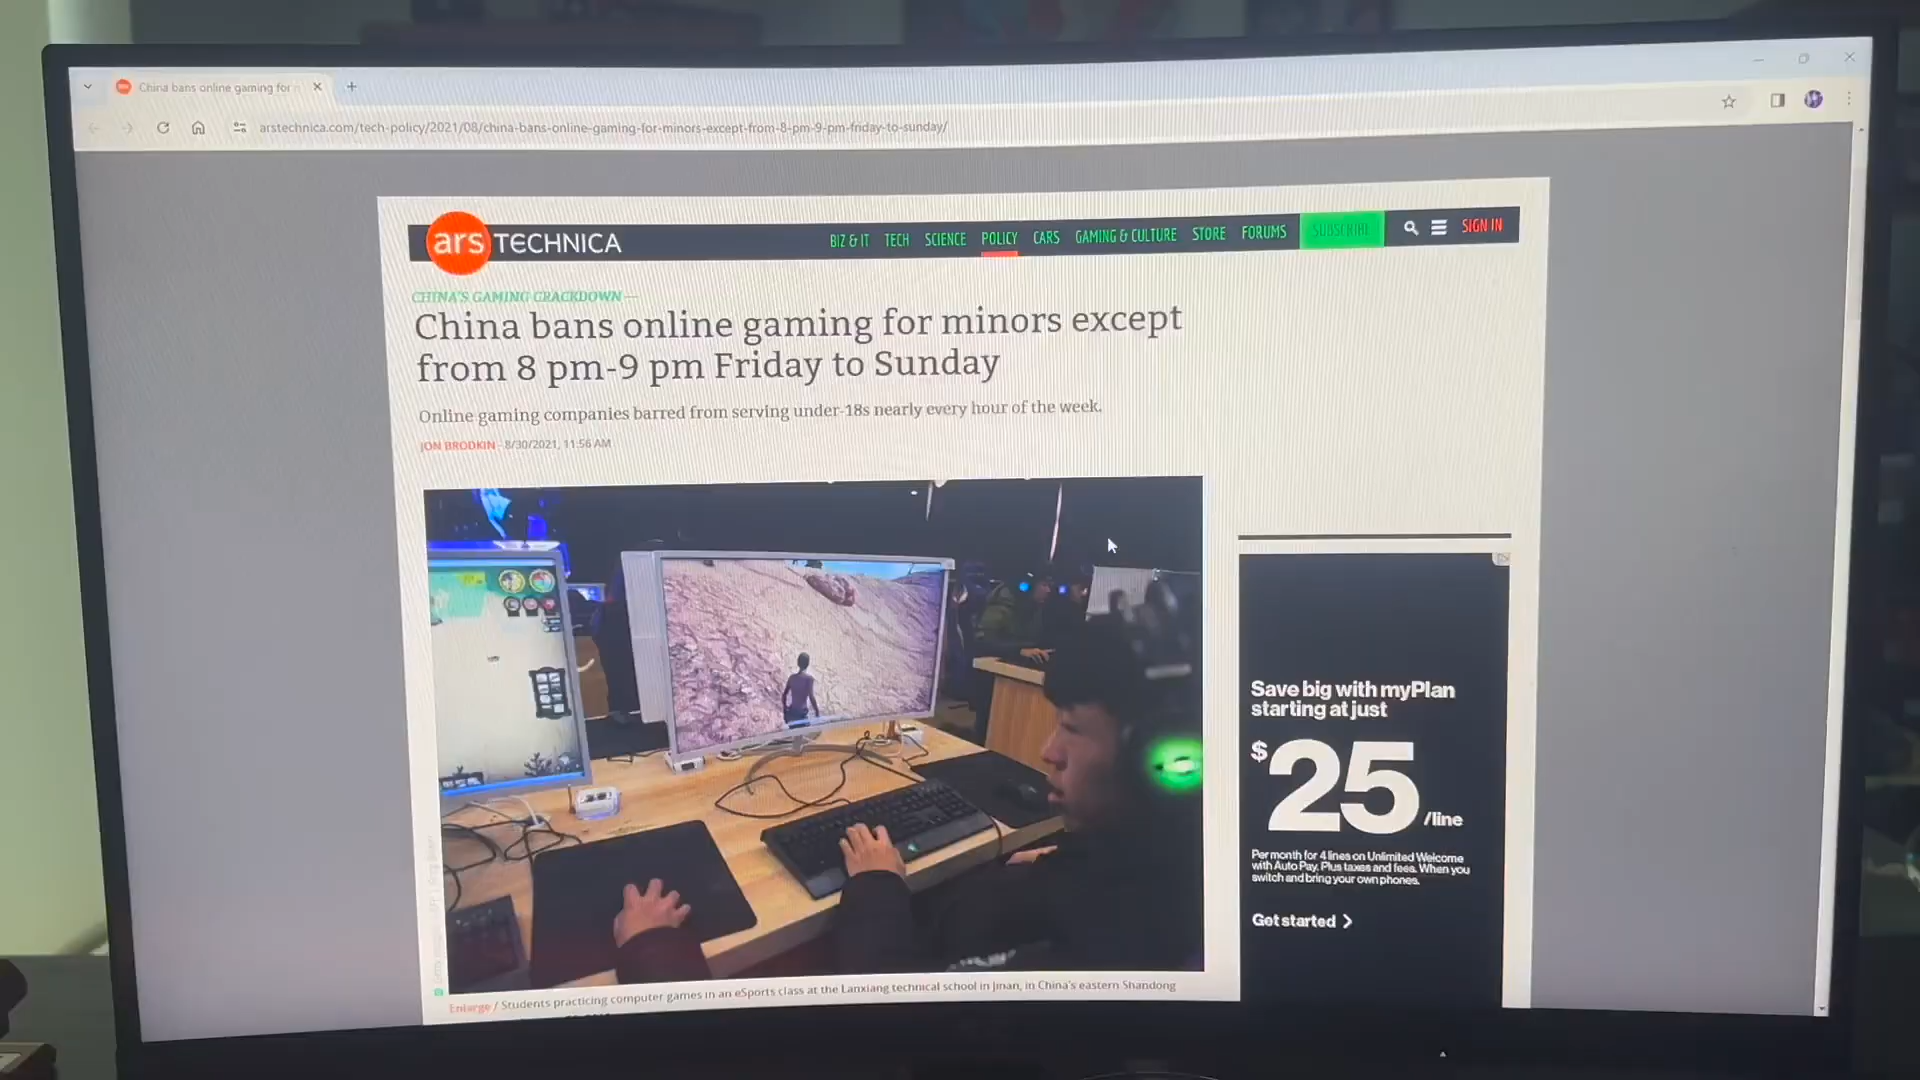 China bans online gaming for
arstechnica.com/tech-policy/2021/08/china-bans-online-gaming-for-minors-except-from-8-pm-9-pm-friday-to-sunday/
ars TECHNICA
BIZ & IT TECH SCIENCE POLICY CARS GAMING & CULTURE STORE FORUMS SUBSCRIBE SIGN IN
CHINA'S GAMING CRACKDOWN —
China bans online gaming for minors except
from 8 pm-9 pm Friday to Sunday
Online gaming companies barred from serving under-18s nearly every hour of the week.
JON BRODKIN - 8/30/2021, 11:56 AM
Save big with myPlan
starting at just
$25/line
Per month for 4 lines on Unlimited Welcome
with Auto Pay. Plus taxes and fees. When you
switch and bring your own phones.
Get started
Enlarge / Students practicing computer games in an eSports class at the Lanxiang technical school in Jinan, in China's eastern Shandong